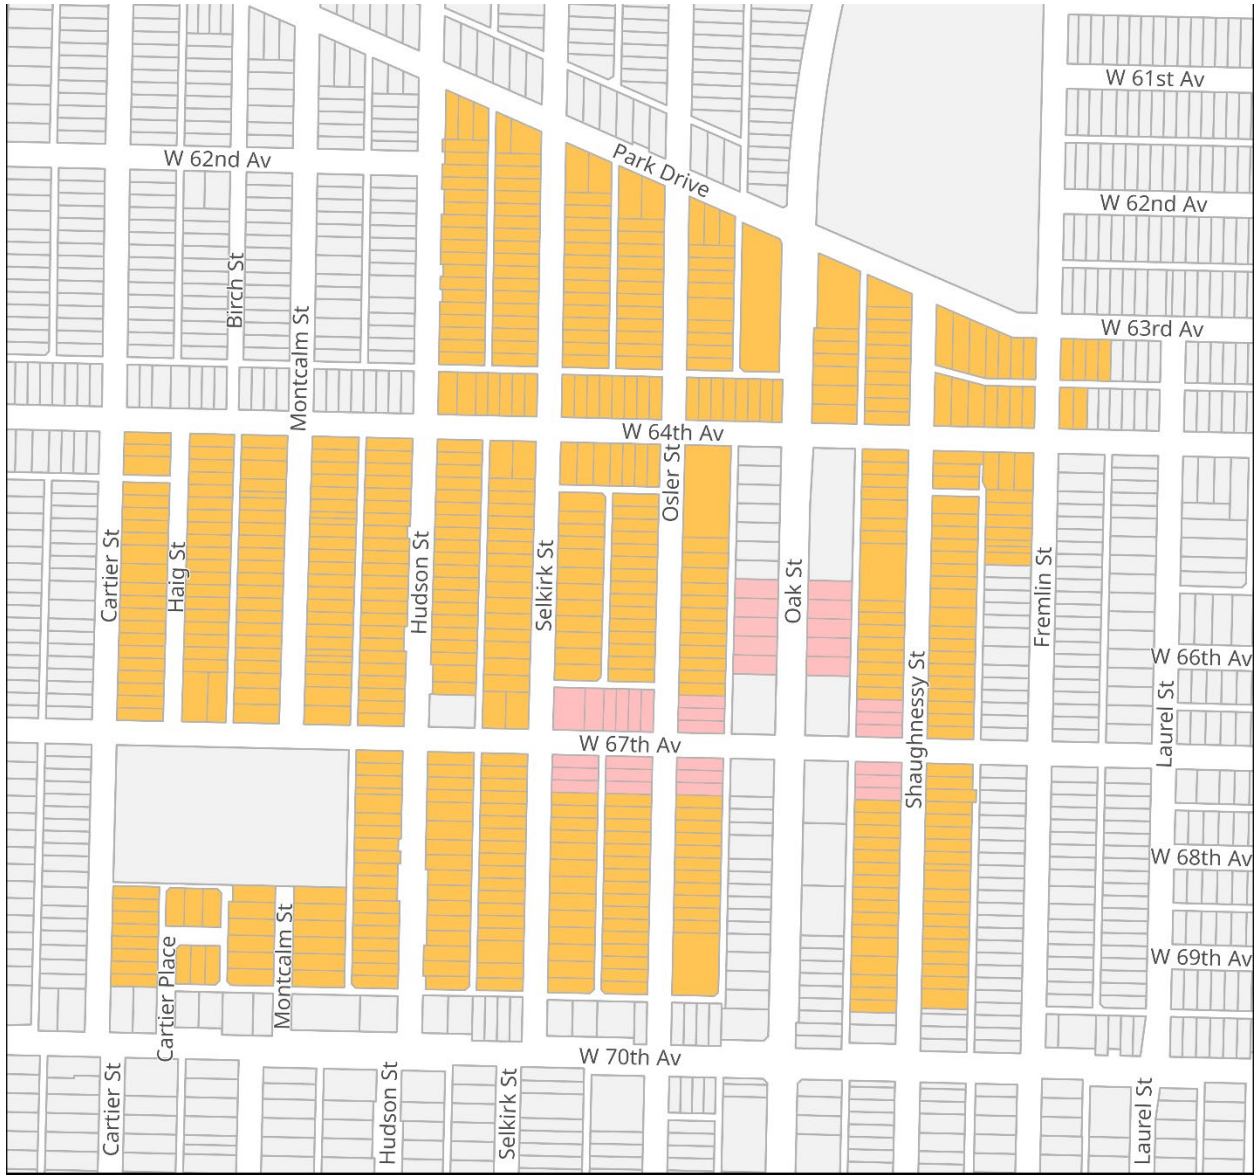 W 61st Av
W 62nd Av
Park Drive
W 62nd Av
Birch St
Montcalm St
W 63rd Av
W 64th Av
Osler St
Cartier St
Haig St
Hudson St
Selkirk St
Oak St
Fremlin St
W 66th Av
Shaughnessy St
Laurel St
W 67th Av
W 68th Av
Cartier Place
Montcalm St
W 69th Av
W 70th Av
Cartier St
Hudson St
Selkirk St
Laurel St